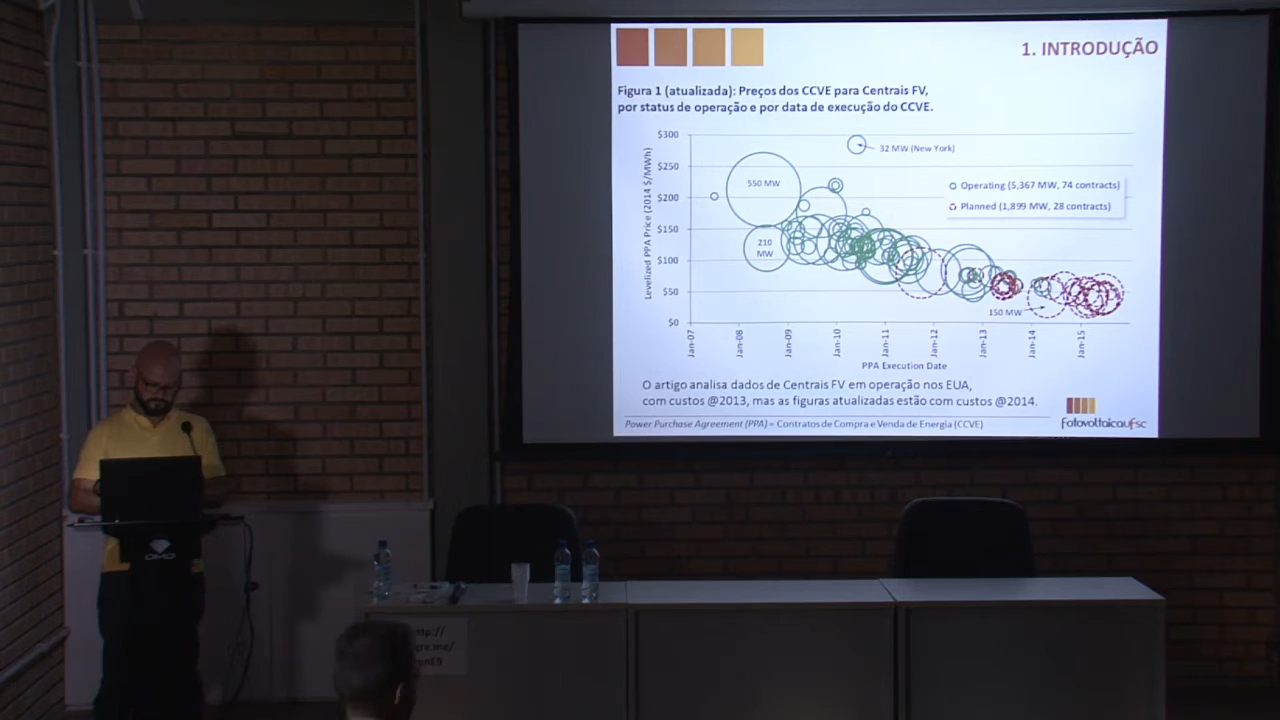 1. INTRODUÇÃO
Figura 1 (atualizada): Preços dos CCVE para Centrais FV,
por status de operação e por data de execução do CCVE.
Levelized PPA Price (2014 $/MWh)
$300
$250
$200
$150
$100
$50
$0
32 MW (New York)
550 MW
210
MW
150 MW
Operating (5,367 MW, 74 contracts)
Planned (1,899 MW, 28 contracts)
Jan-07
Jan-08
Jan-09
Jan-10
Jan-11
Jan-12
Jan-13
Jan-14
Jan-15
PPA Execution Date
O artigo analisa dados de Centrais FV em operação nos EUA,
com custos @2013, mas as figuras atualizadas estão com custos @2014.
Power Purchase Agreement (PPA) = Contratos de Compra e Venda de Energia (CCVE)
fotovoltaicaufsc
DMD